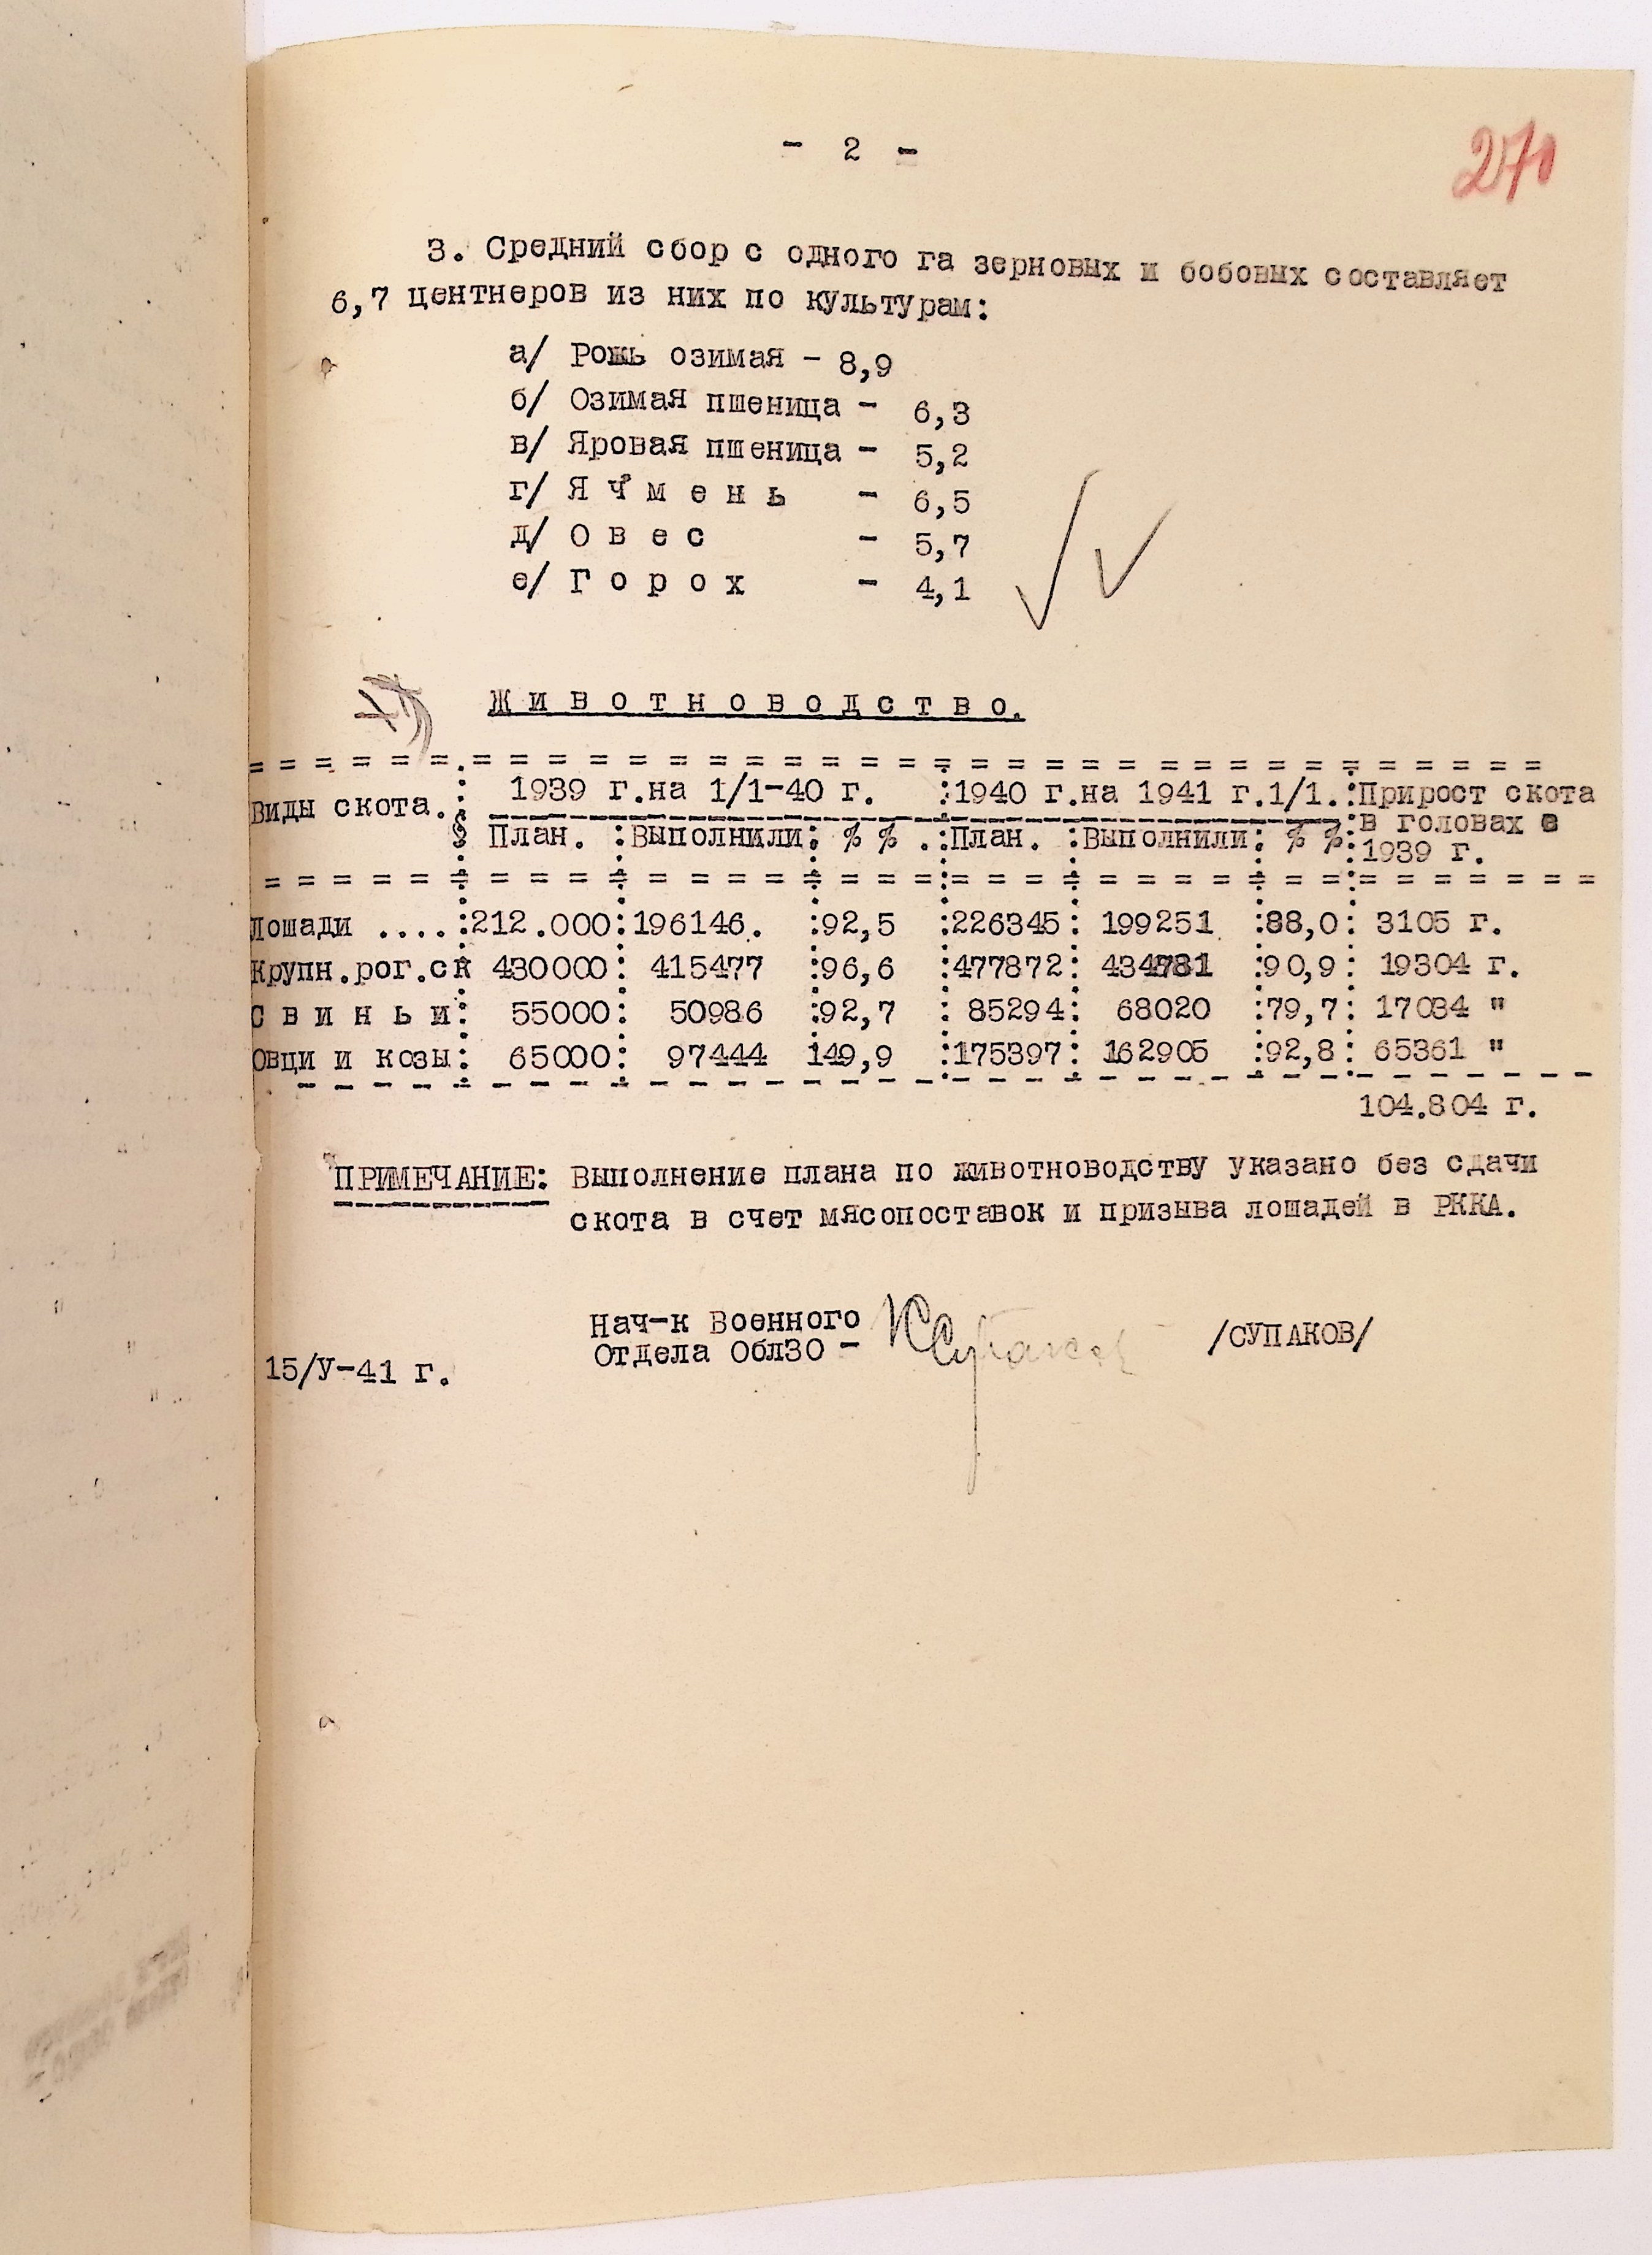 - 2 -
270
3. Средний сбор с одного га зерновых и бобовых составляет
6,7 центнеров из них по культурам:
а/ Рожь озимая - 8,9
б/ Озимая пшеница - 6,3
в/ Яровая пшеница - 5,2
г/ Я ч м е н ь - 6,5
д/ О в е с - 5,7
е/ Г о р о х - 4,1
Ж И В О Т Н О В О Д С Т В О.
Виды скота. : 1939 г.на 1/1-40 г. :1940 г.на 1941 г.1/1.:Прирост скота
План. :Выполнили: % % .:План. :Выполнили: % %:в головах с
1939 г.
Лошади ....:212.000:196146. :92,5 :226345: 199251 :88,0: 3105 г.
Крупн.рог.ск 430000: 415477 :96,6 :477872: 434781 :90,9: 19304 г.
С в и н ь и: 55000: 50986 :92,7 : 85294: 68020 :79,7: 17034 "
Овци и козы: 65000: 97444 149,9 :175397: 162905 :92,8: 65361 "
104.804 г.
ПРИМЕЧАНИЕ: Выполнение плана по животноводству указано без сдачи
скота в счет мясопоставок и призыва лошадей в РККА.
Нач-к Военного
Отдела ОблЗО - /СУПАКОВ/
15/У-41 г.